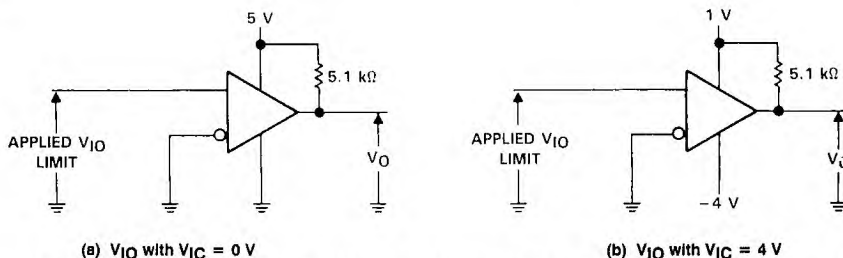 5 V
5.1 kΩ
APPLIED VIO
LIMIT
VO
(a) VIO with VIC = 0 V
1 V
5.1 kΩ
APPLIED VIO
LIMIT
VO
−4 V
(b) VIO with VIC = 4 V